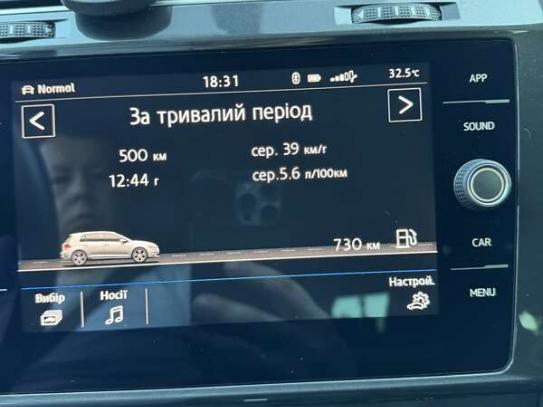 Normal 18:31 32.5°C
APP
За тривалий період
SOUND
500 км сер. 39 км/г
12:44 г сер.5.6 л/100км
CAR
730 км
Вибір Носії Настрой.
MENU